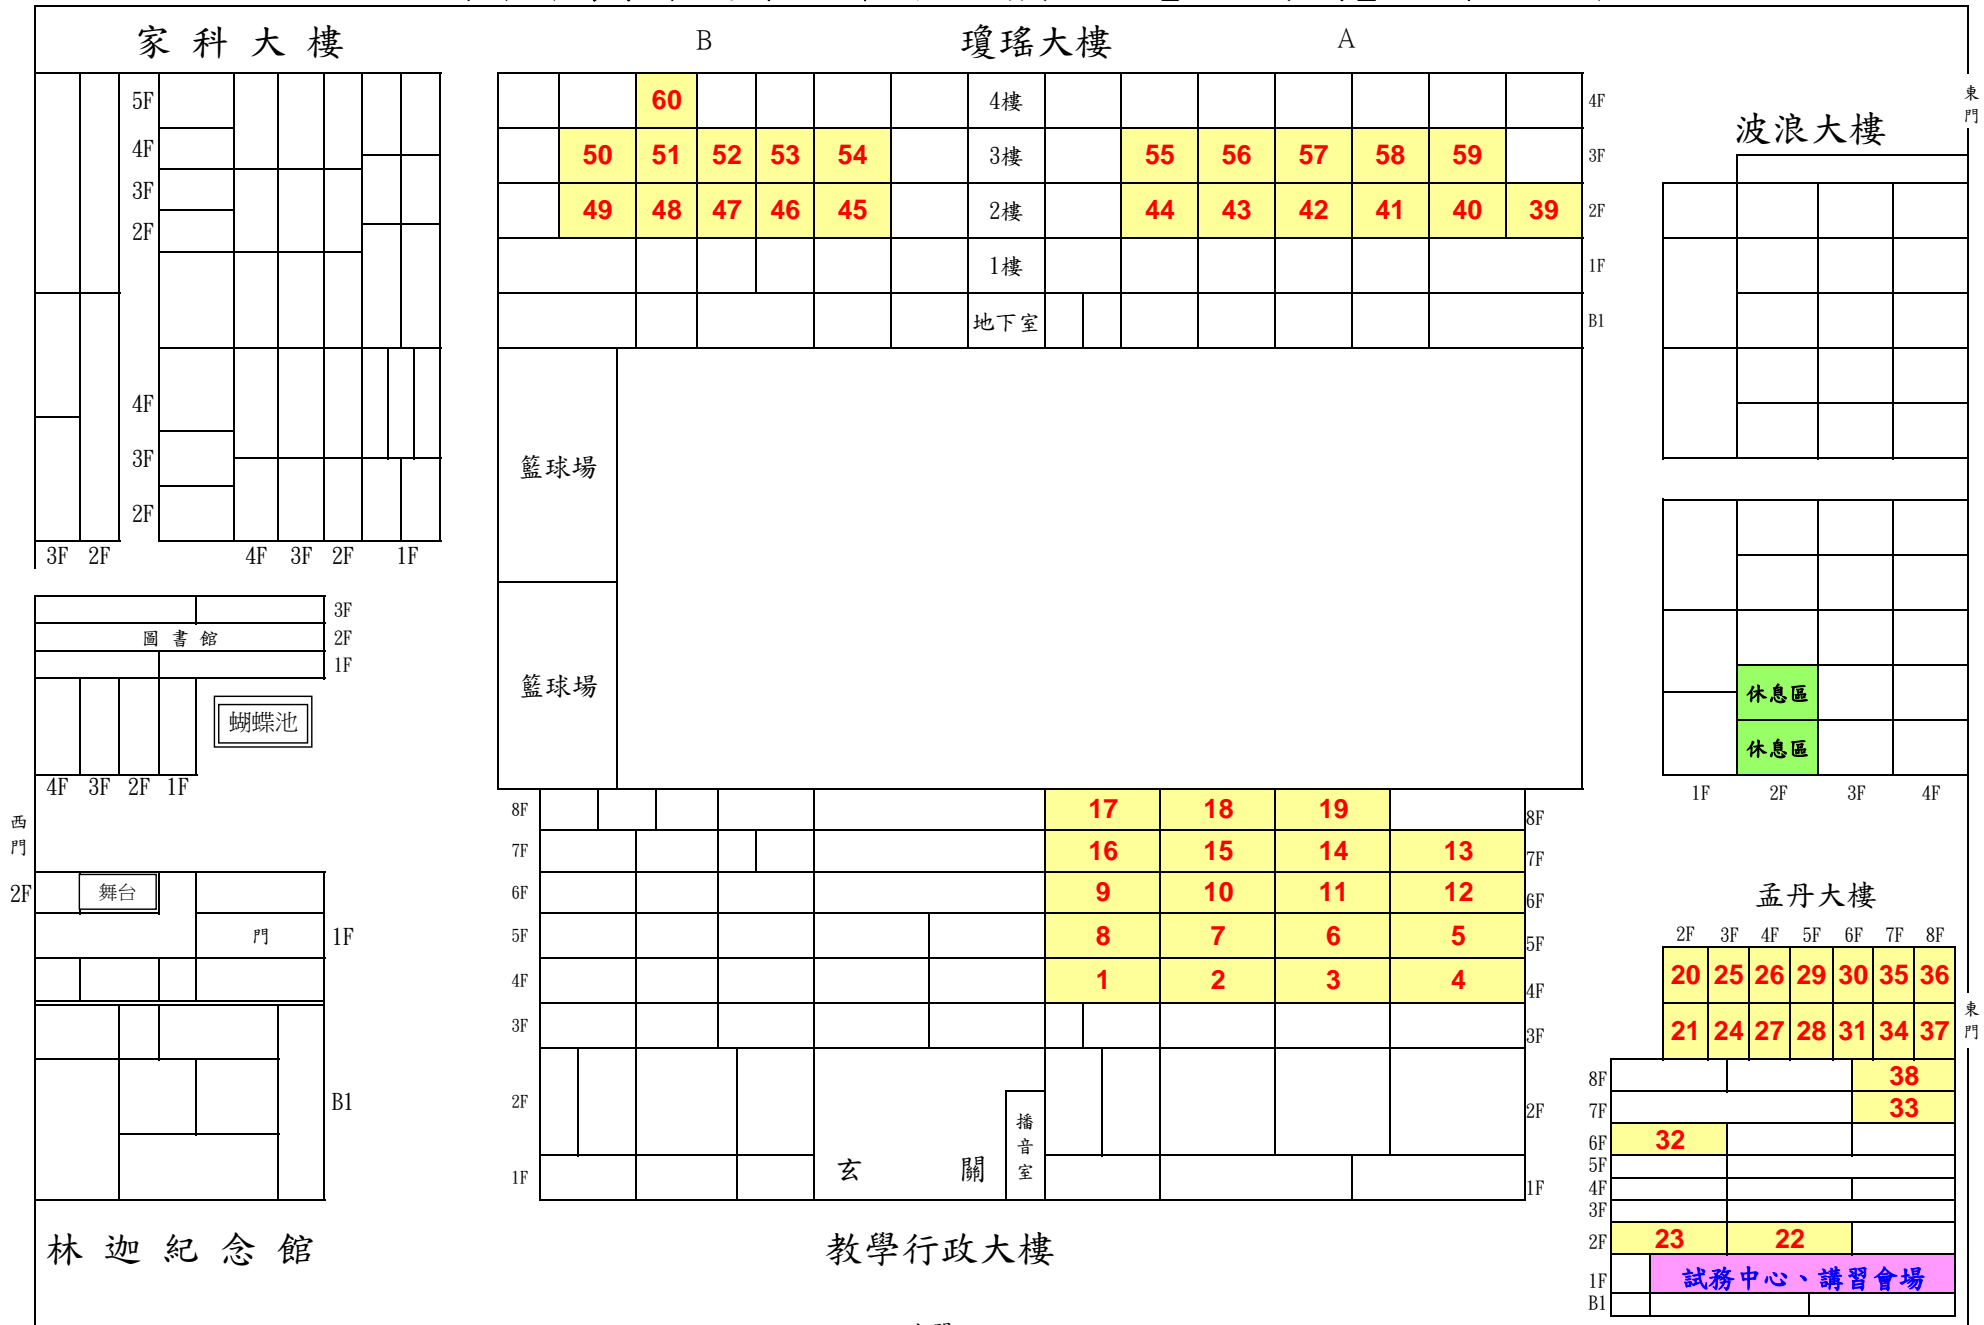 家科大樓
B
瓊瑤大樓
A
5F
60
4樓
4F
東門
波浪大樓
4F
50 51 52 53 54
3樓
55 56 57 58 59
3F
3F
49 48 47 46 45
2樓
44 43 42 41 40 39
2F
2F
1樓
1F
地下室
B1
4F
3F
籃球場
2F
3F 2F
4F 3F 2F 1F
3F
圖書館
2F
1F
籃球場
休息區
蝴蝶池
休息區
4F 3F 2F 1F
1F 2F 3F 4F
西門
8F
17 18 19
8F
7F
16 15 14 13
7F
2F
舞台
6F
9 10 11 12
6F
孟丹大樓
門
1F
5F
8 7 6 5
5F
2F 3F 4F 5F 6F 7F 8F
4F
1 2 3 4
4F
20 25 26 29 30 35 36
東門
3F
3F
21 24 27 28 31 34 37
8F
38
B1
2F
播音室
2F
7F
33
6F
32
5F
1F
玄關
1F
4F
3F
林迦紀念館
教學行政大樓
2F
23 22
1F
試務中心、講習會場
B1